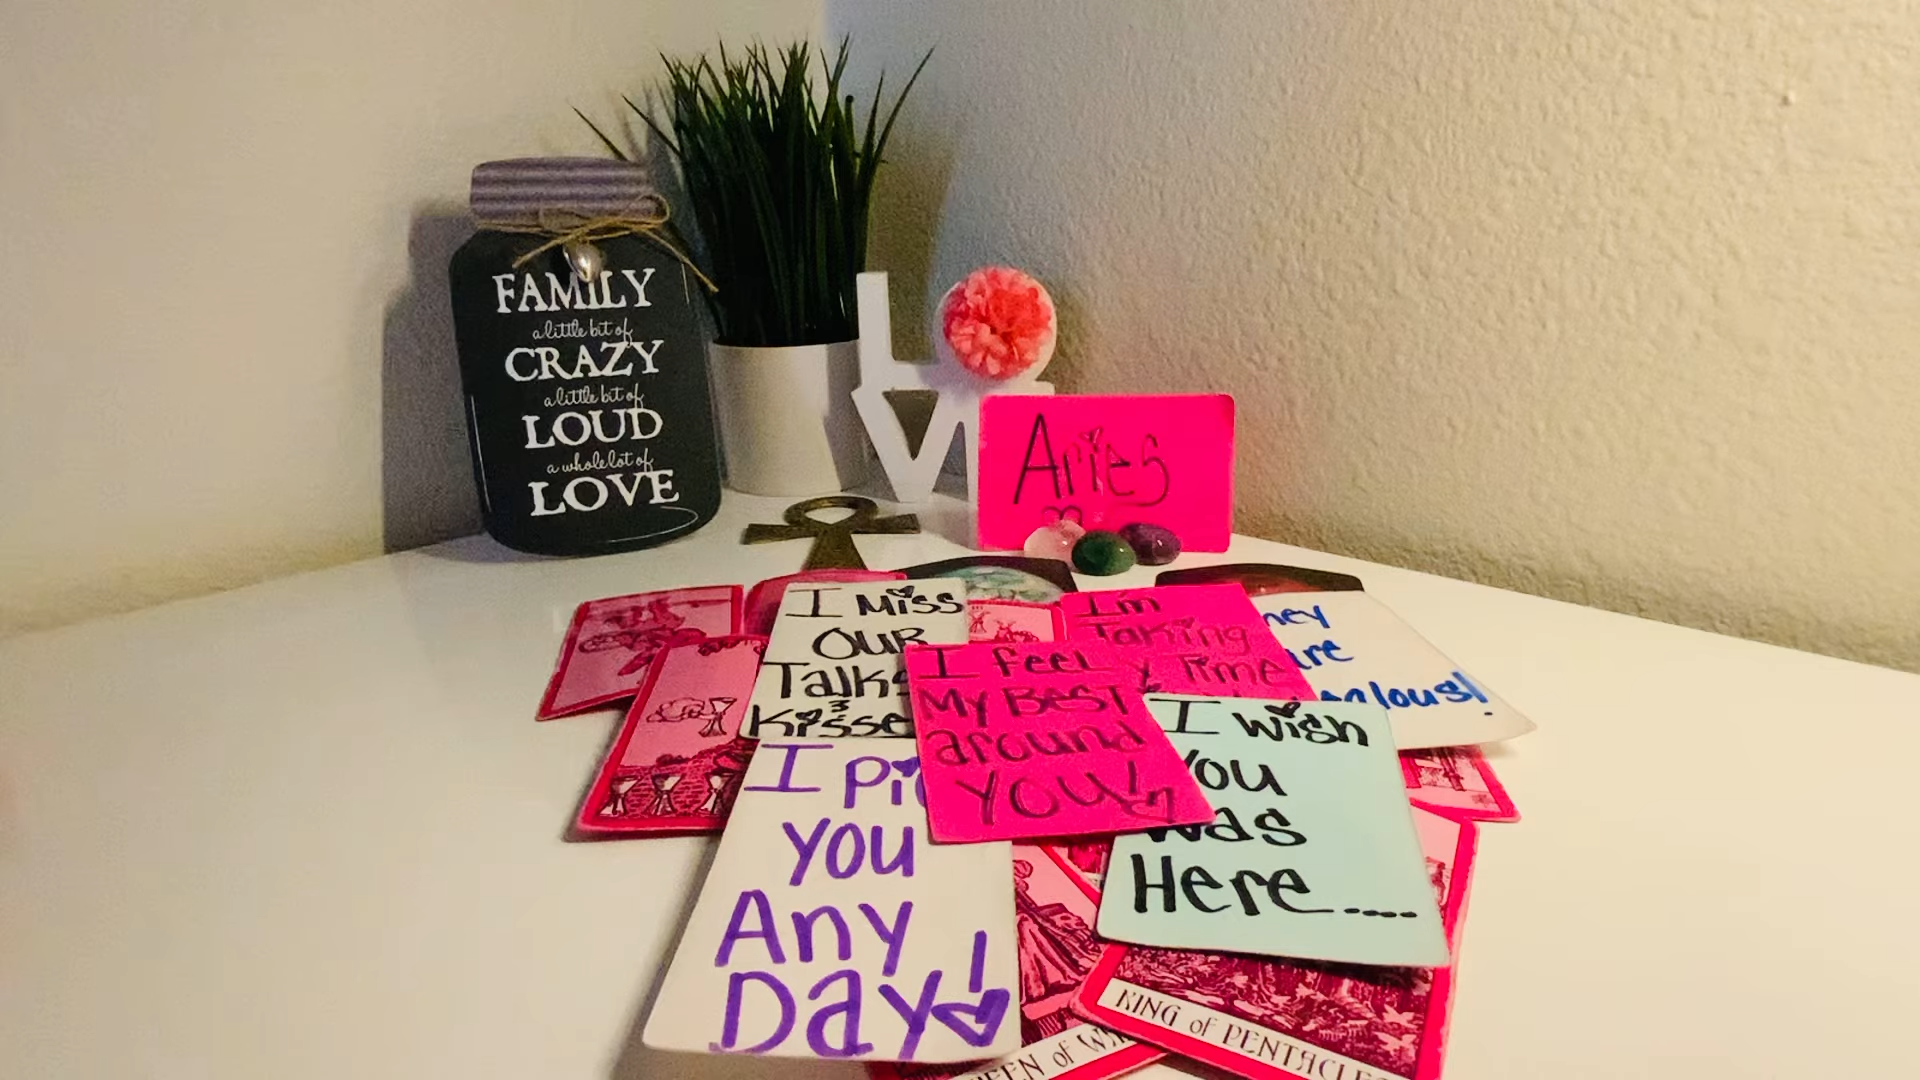 FAMILY
a little bit of
CRAZY
a little bit of
LOUD
a whole lot of
LOVE
L
V
Aries
I Miss
OUR
Talks
&
I'm
Taking
Time
I feel
My BEST
around
YOU!
I wish
You
was
Here....
I
you
Any
Day!
KING of PENTACLES
of